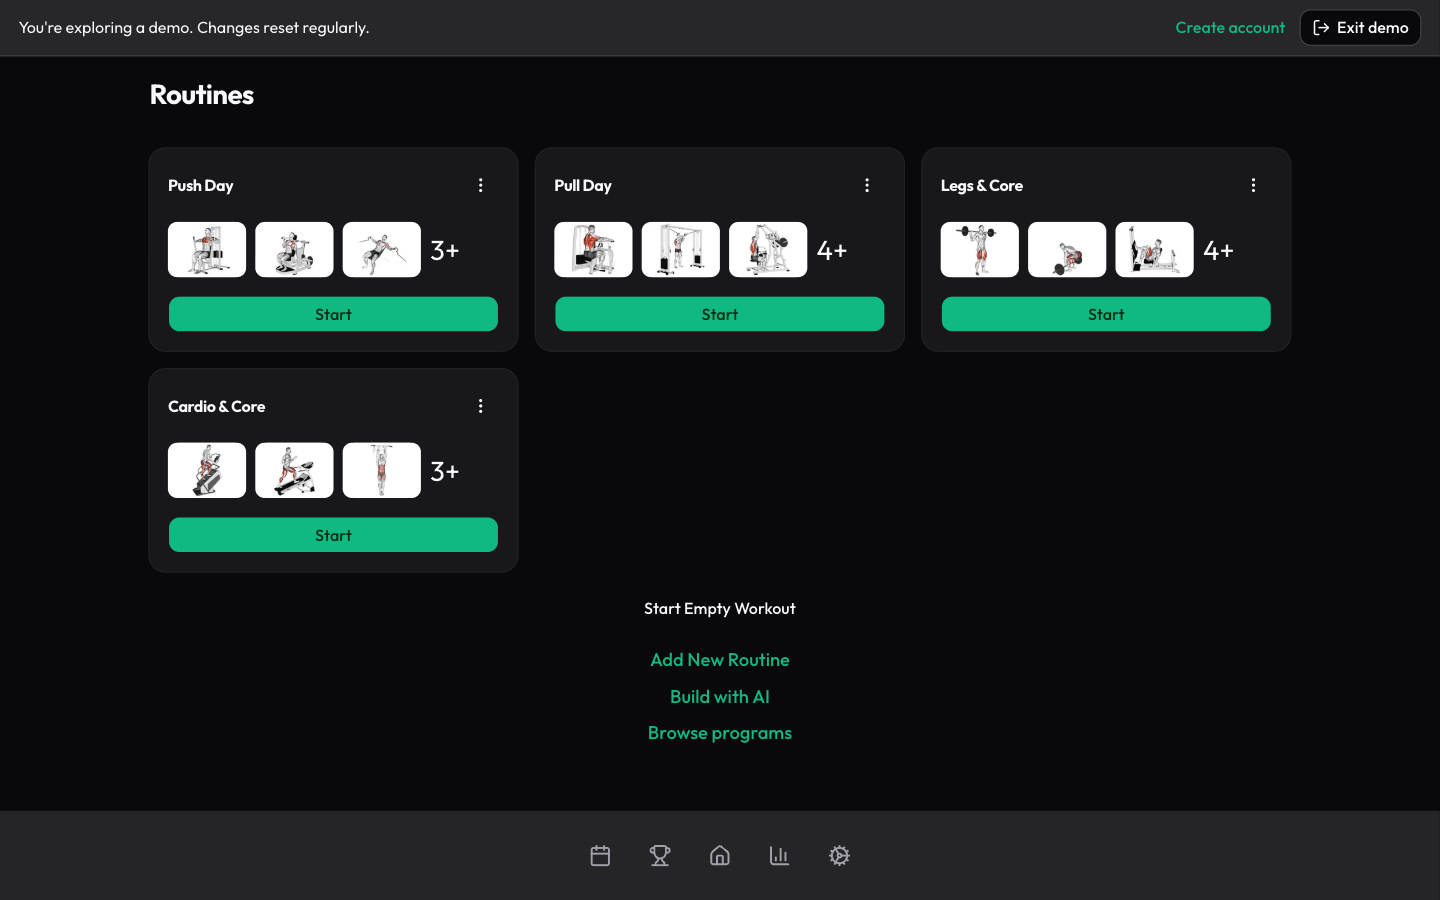 You're exploring a demo. Changes reset regularly.
Create account
Exit demo
Routines
Push Day
3+
Start
Pull Day
4+
Start
Legs & Core
4+
Start
Cardio & Core
3+
Start
Start Empty Workout
Add New Routine
Build with AI
Browse programs